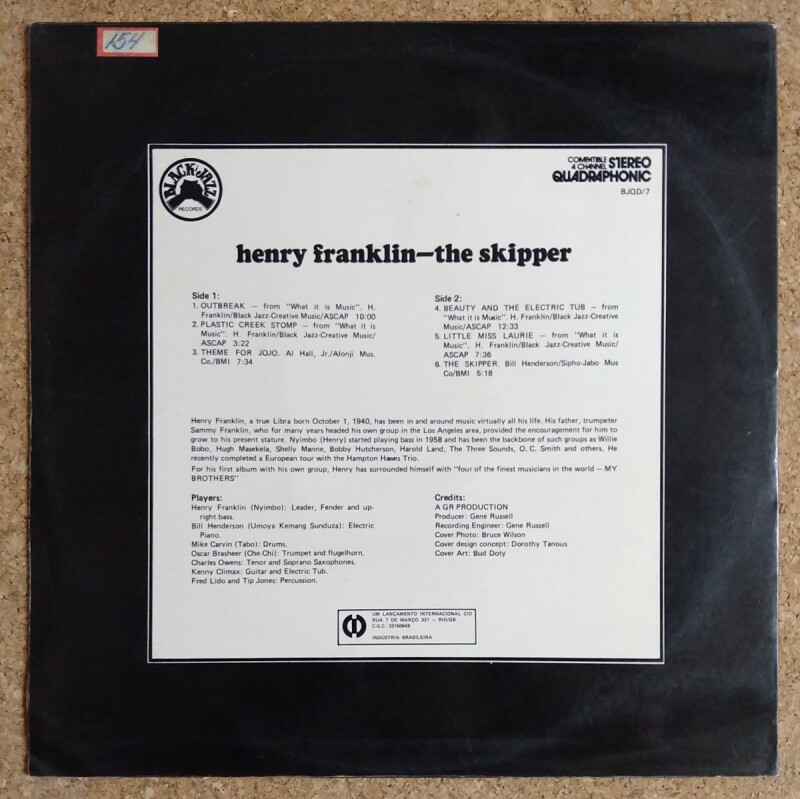 154
BLACK JAZZ
RECORDS
COMPATIBLE
4 CHANNEL STEREO
QUADRAPHONIC
BJQD/7
henry franklin—the skipper
Side 1:
1. OUTBREAK — from "What it is Music". H.
Franklin/Black Jazz-Creative Music/ASCAP 10:00
2. PLASTIC CREEK STOMP — from "What it is
Music". H. Franklin/Black Jazz-Creative Music/
ASCAP 3:22
3. THEME FOR JOJO. Al Hall, Jr./Alonji Mus.
Co./BMI 7:34
Side 2:
4. BEAUTY AND THE ELECTRIC TUB — from
"What it is Music". H. Franklin/Black Jazz-Creative
Music/ASCAP 12:33
5. LITTLE MISS LAURIE — from "What it is
Music". H. Franklin/Black Jazz-Creative Music/
ASCAP 7:36
6. THE SKIPPER. Bill Henderson/Sipho-Jabo Mus
Co/BMI 5:18
Henry Franklin, a true Libra born October 1, 1940, has been in and around music virtually all his life. His father, trumpeter
Sammy Franklin, who for many years headed his own group in the Los Angeles area, provided the encouragement for him to
grow to his present stature. Nyimbo (Henry) started playing bass in 1958 and has been the backbone of such groups as Willie
Bobo, Hugh Masekela, Shelly Manne, Bobby Hutcherson, Harold Land, The Three Sounds, O. C. Smith and others. He
recently completed a European tour with the Hampton Hawes Trio.
For his first album with his own group, Henry has surrounded himself with "four of the finest musicians in the world — MY
BROTHERS"
Players:
Henry Franklin (Nyimbo): Leader, Fender and up-
right bass.
Bill Henderson (Umoya Kemang Sunduza): Electric
Piano.
Mike Carvin (Tabo): Drums.
Oscar Brasheer (Che-Chi): Trumpet and flugelhorn.
Charles Owens: Tenor and Soprano Saxophones.
Kenny Climax: Guitar and Electric Tub.
Fred Lido and Tip Jones: Percussion.
Credits:
A GR PRODUCTION
Producer: Gene Russell
Recording Engineer: Gene Russell
Cover Photo: Bruce Wilson
Cover design concept: Dorothy Tanous
Cover Art: Bud Doty
UM LANÇAMENTO INTERNACIONAL CID
RUA 7 DE MARÇO 331 — RIO/GB
C.G.C. 33160649
INDÚSTRIA BRASILEIRA